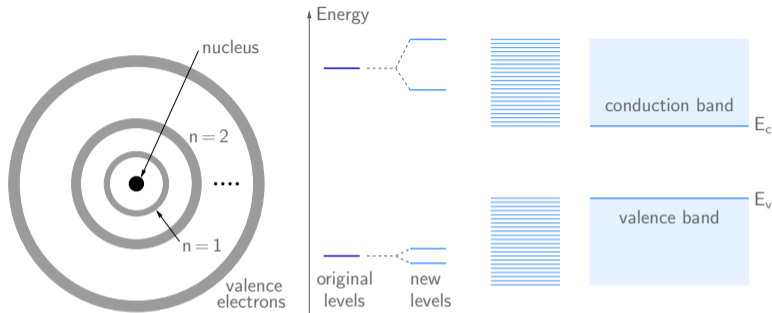 nucleus
n = 2
n = 1
valence
electrons
Energy
original
levels
new
levels
conduction band
E_c
E_v
valence band